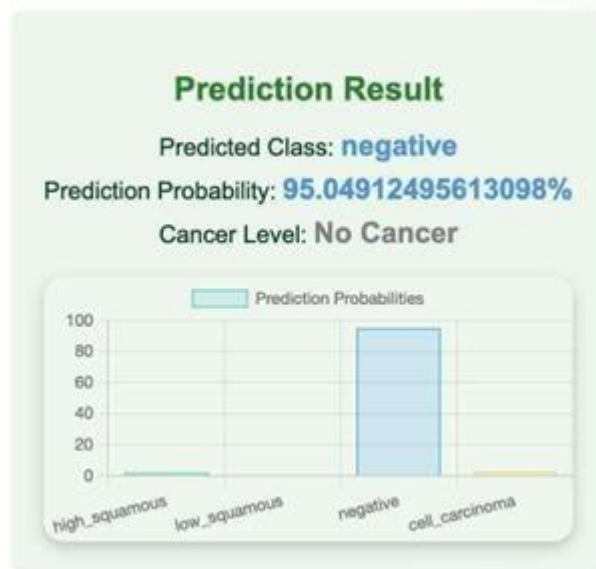 Prediction Result
Predicted Class: negative
Prediction Probability: 95.04912495613098%
Cancer Level: No Cancer
Prediction Probabilities
100
80
60
40
20
0
high_squamous low_squamous negative cell_carcinoma